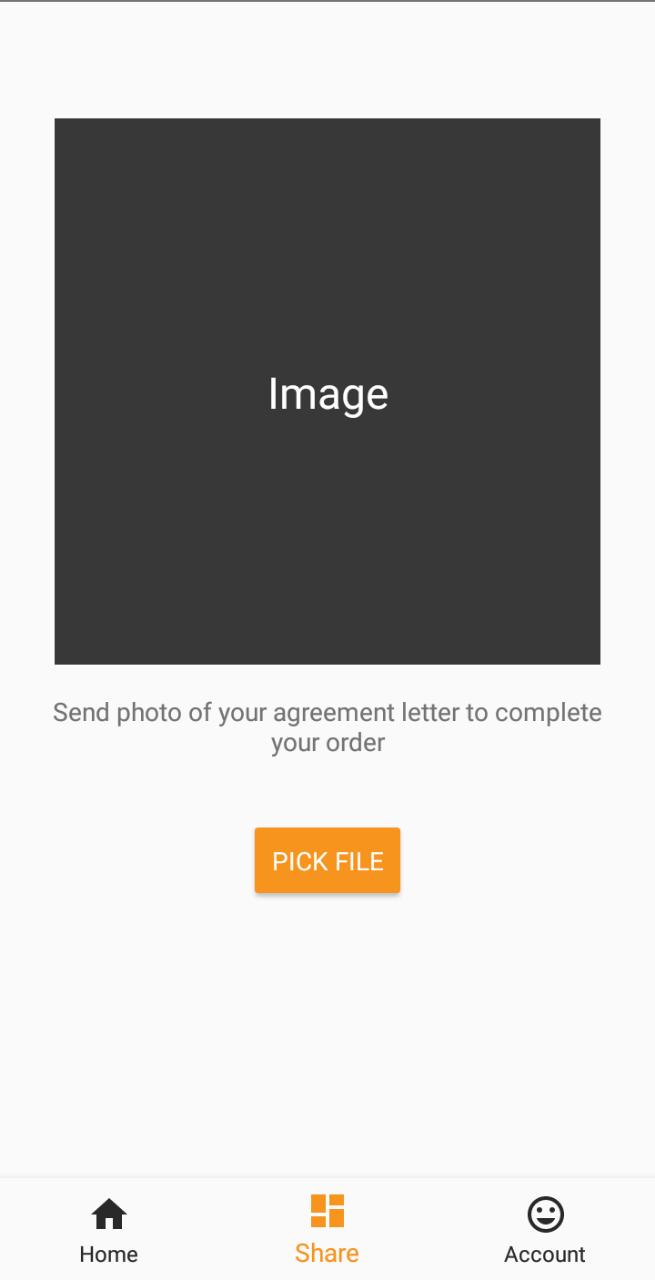 Image
Send photo of your agreement letter to complete
your order
PICK FILE
Home
Share
Account